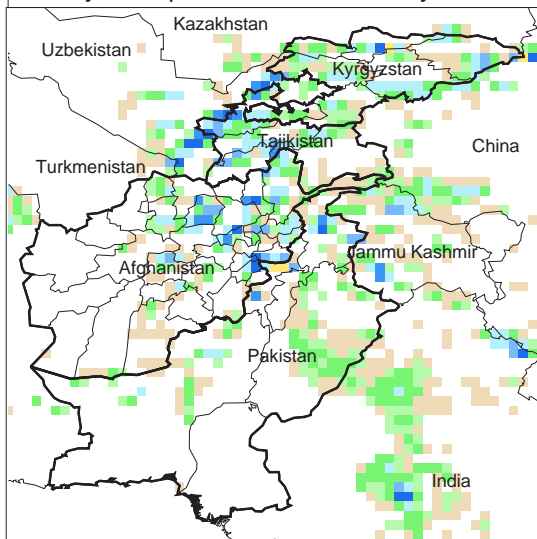 Kazakhstan
Uzbekistan
Kyrgyzstan
Tajikistan
China
Turkmenistan
Jammu Kashmir
Afghanistan
Pakistan
India